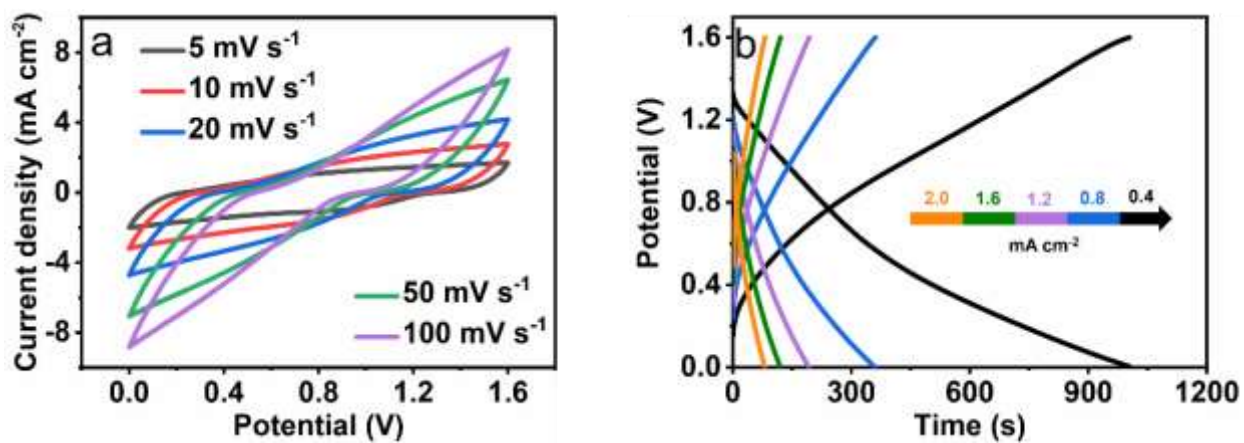 a
5 mV s⁻¹
10 mV s⁻¹
20 mV s⁻¹
50 mV s⁻¹
100 mV s⁻¹
8
4
0
-4
-8
Current density (mA cm⁻²)
0.0 0.4 0.8 1.2 1.6
Potential (V)
b
1.6
1.2
0.8
0.4
0.0
Potential (V)
2.0 1.6 1.2 0.8 0.4
mA cm⁻²
0 300 600 900 1200
Time (s)